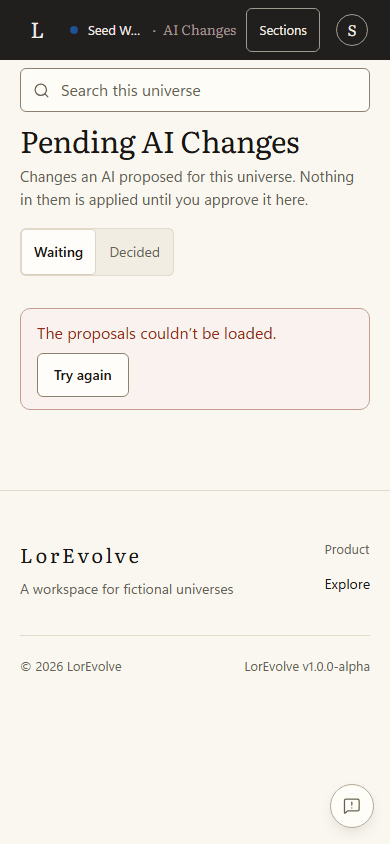 L
Seed W... · AI Changes
Sections
S
Search this universe
Pending AI Changes
Changes an AI proposed for this universe. Nothing
in them is applied until you approve it here.
Waiting
Decided
The proposals couldn’t be loaded.
Try again
LorEvolve
A workspace for fictional universes
Product
Explore
© 2026 LorEvolve
LorEvolve v1.0.0-alpha